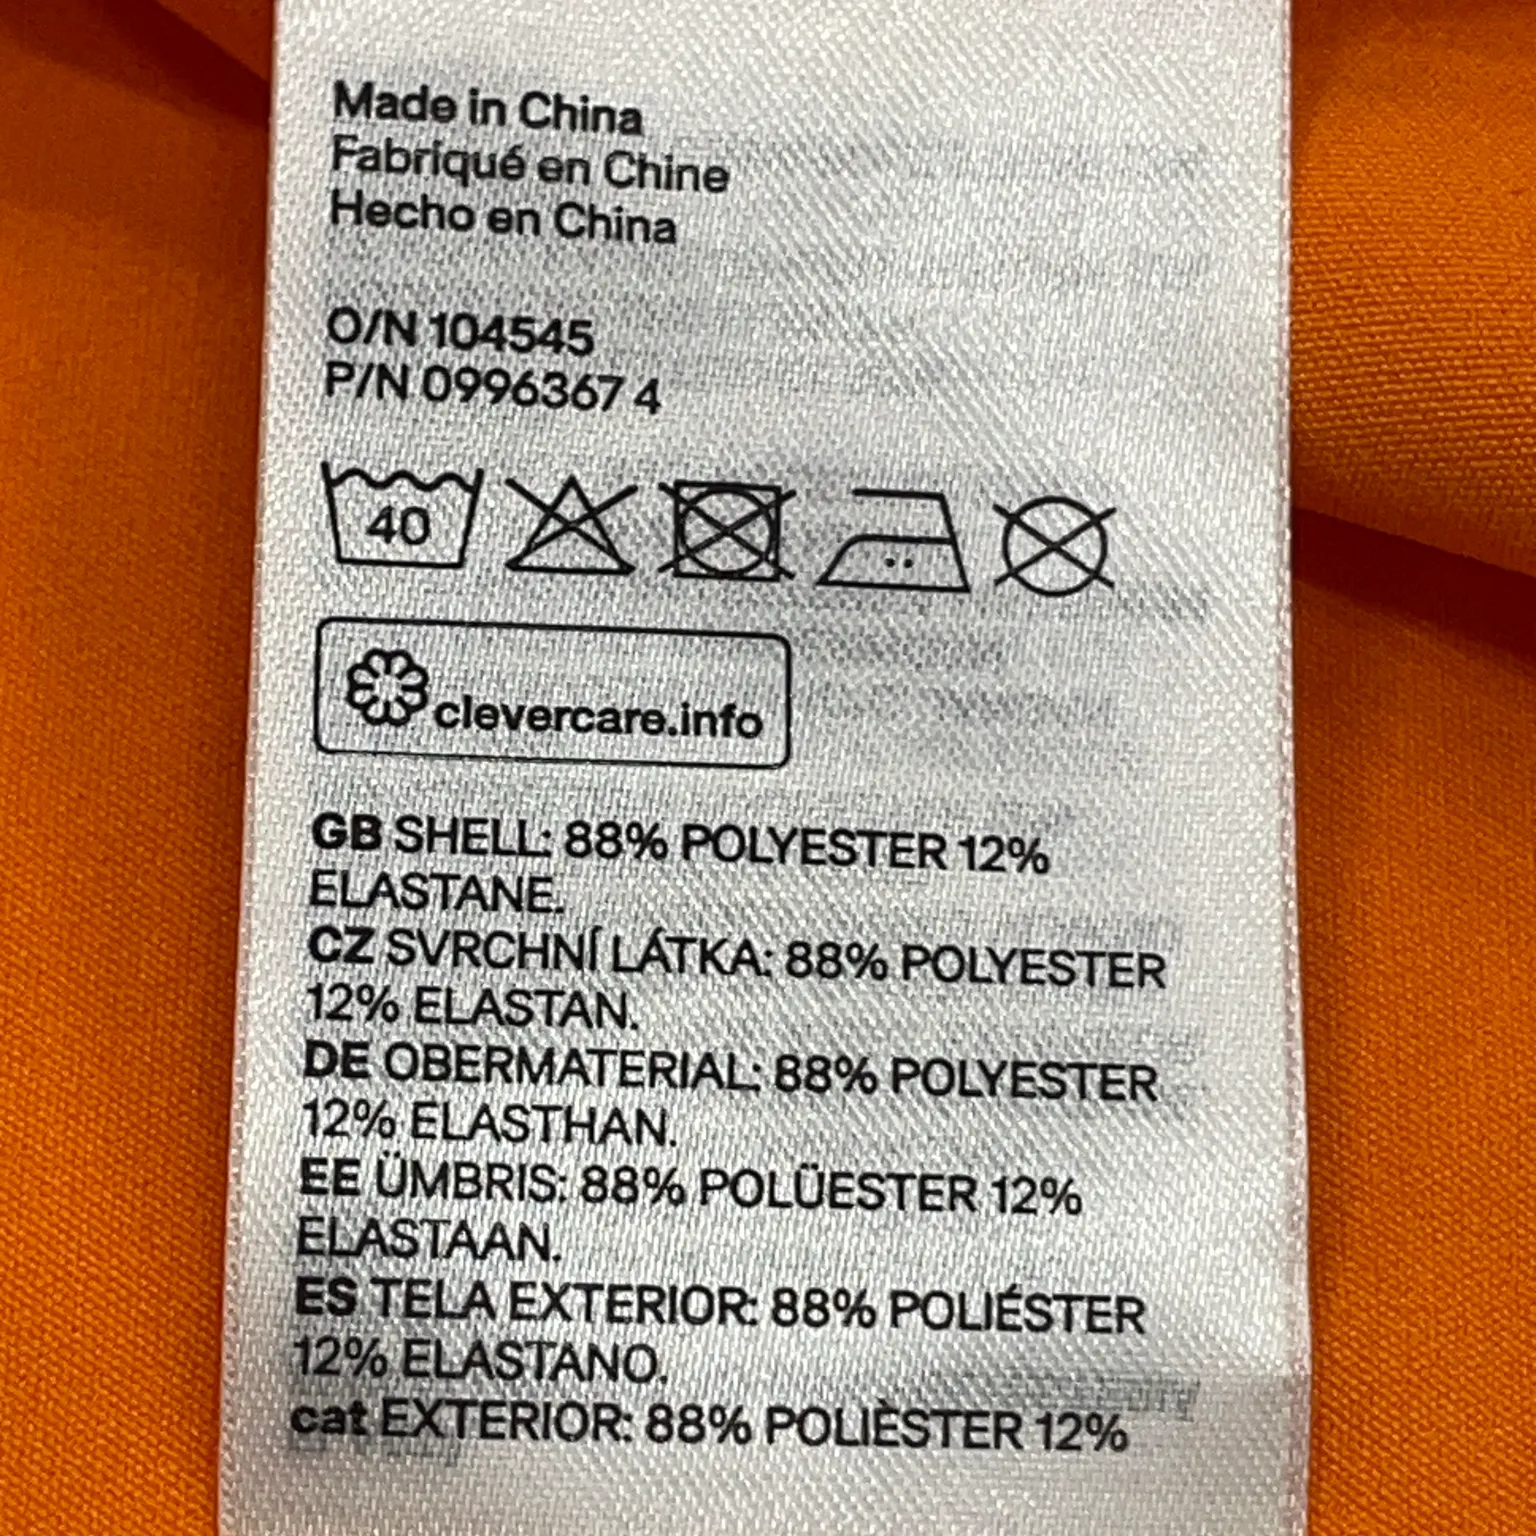 Made in China
Fabriqué en Chine
Hecho en China
O/N 104545
P/N 0996367 4
40
clevercare.info
GB SHELL: 88% POLYESTER 12%
ELASTANE.
CZ SVRCHNÍ LÁTKA: 88% POLYESTER
12% ELASTAN.
DE OBERMATERIAL: 88% POLYESTER
12% ELASTHAN.
EE ÜMBRIS: 88% POLÜESTER 12%
ELASTAAN.
ES TELA EXTERIOR: 88% POLIÉSTER
12% ELASTANO.
cat EXTERIOR: 88% POLIÈSTER 12%